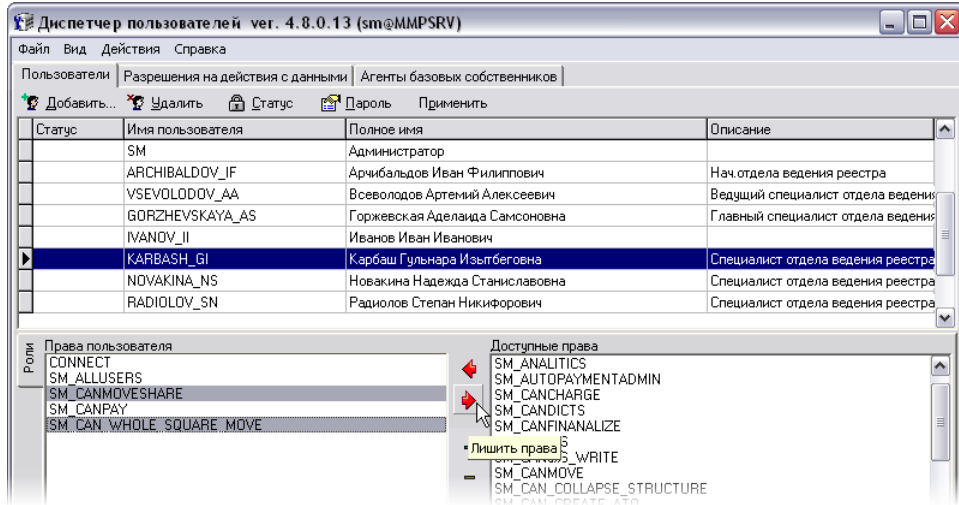 Диспетчер пользователей ver. 4.8.0.13 (sm@MMPSRV)
Файл Вид Действия Справка
Пользователи Разрешения на действия с данными Агенты базовых собственников
Добавить... Удалить Статус Пароль Применить
Статус Имя пользователя Полное имя Описание
SM Администратор
ARCHIBALDOV_IF Арчибальдов Иван Филиппович Нач.отдела ведения реестра
VSEVOLODOV_AA Всеволодов Артемий Алексеевич Ведущий специалист отдела ведения
GORZHEVSKAYA_AS Горжевская Аделаида Самсоновна Главный специалист отдела ведения
IVANOV_II Иванов Иван Иванович
KARBASH_GI Карбаш Гульнара Изытбеговна Специалист отдела ведения реестра
NOVAKINA_NS Новакина Надежда Станиславовна Специалист отдела ведения реестра
RADIOLOV_SN Радиолов Степан Никифорович Специалист отдела ведения реестра
Роли
Права пользователя
CONNECT
SM_ALLUSERS
SM_CANMOVESHARE
SM_CANPAY
SM_CAN_WHOLE_SQUARE_MOVE
Лишить права
Доступные права
SM_ANALITICS
SM_AUTOPAYMENTADMIN
SM_CANCHARGE
SM_CANDICTS
SM_CANFINANALIZE
S_WRITE
SM_CANMOVE
SM_CAN_COLLAPSE_STRUCTURE
SM_CAN_CREATE_ATO